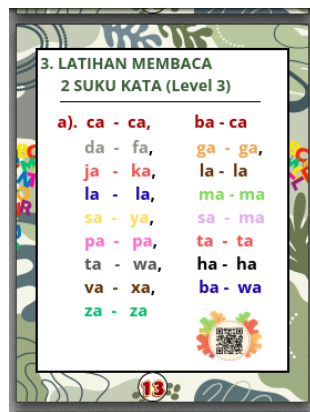 3. LATIHAN MEMBACA
2 SUKU KATA (Level 3)
a). ca - ca, ba - ca
da - fa, ga - ga,
ja - ka, la - la
la - la, ma - ma
sa - ya, sa - ma
pa - pa, ta - ta
ta - wa, ha - ha
va - xa, ba - wa
za - za
13